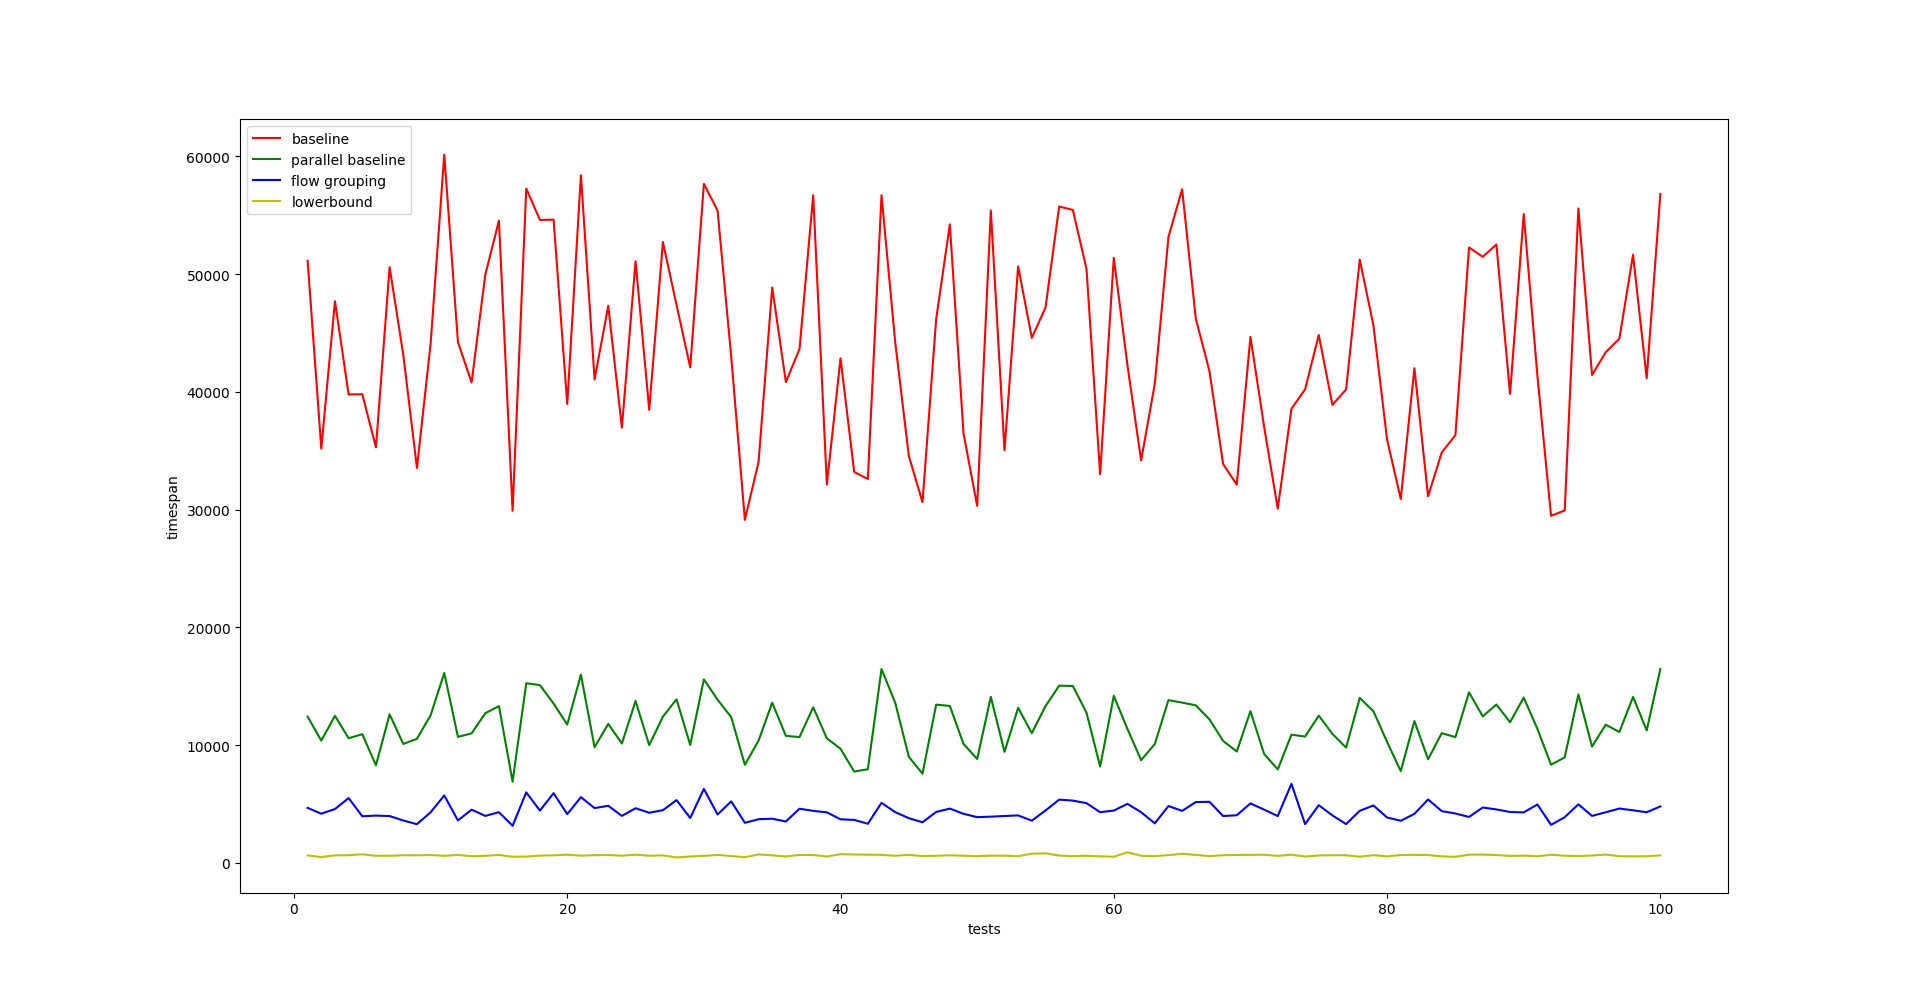 baseline
parallel baseline
flow grouping
lowerbound
60000
50000
40000
30000
20000
10000
0
timespan
0 20 40 60 80 100
tests